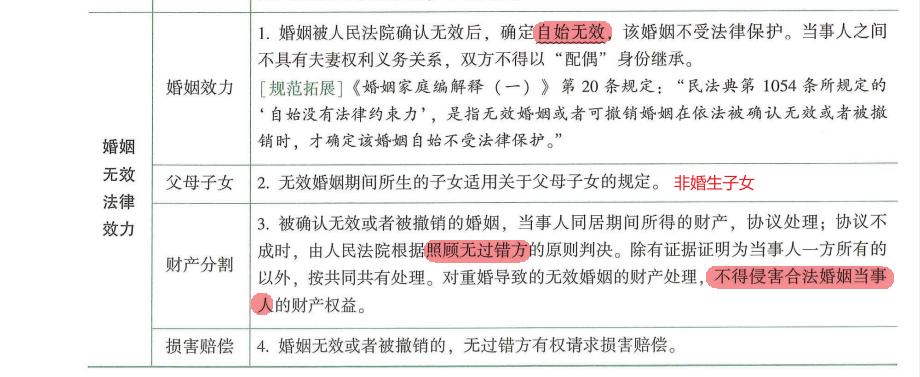 婚姻
无效
法律
效力
婚姻效力
1. 婚姻被人民法院确认无效后，确定自始无效，该婚姻不受法律保护。当事人之间
不具有夫妻权利义务关系，双方不得以“配偶”身份继承。
[规范拓展]《婚姻家庭编解释（一）》第 20 条规定：“民法典第 1054 条所规定的
‘自始没有法律约束力’，是指无效婚姻或者可撤销婚姻在依法被确认无效或者被撤
销时，才确定该婚姻自始不受法律保护。”
父母子女
2. 无效婚姻期间所生的子女适用关于父母子女的规定。 非婚生子女
财产分割
3. 被确认无效或者被撤销的婚姻，当事人同居期间所得的财产，协议处理；协议不
成时，由人民法院根据照顾无过错方的原则判决。除有证据证明为当事人一方所有的
以外，按共同共有处理。对重婚导致的无效婚姻的财产处理，不得侵害合法婚姻当事
人的财产权益。
损害赔偿
4. 婚姻无效或者被撤销的，无过错方有权请求损害赔偿。